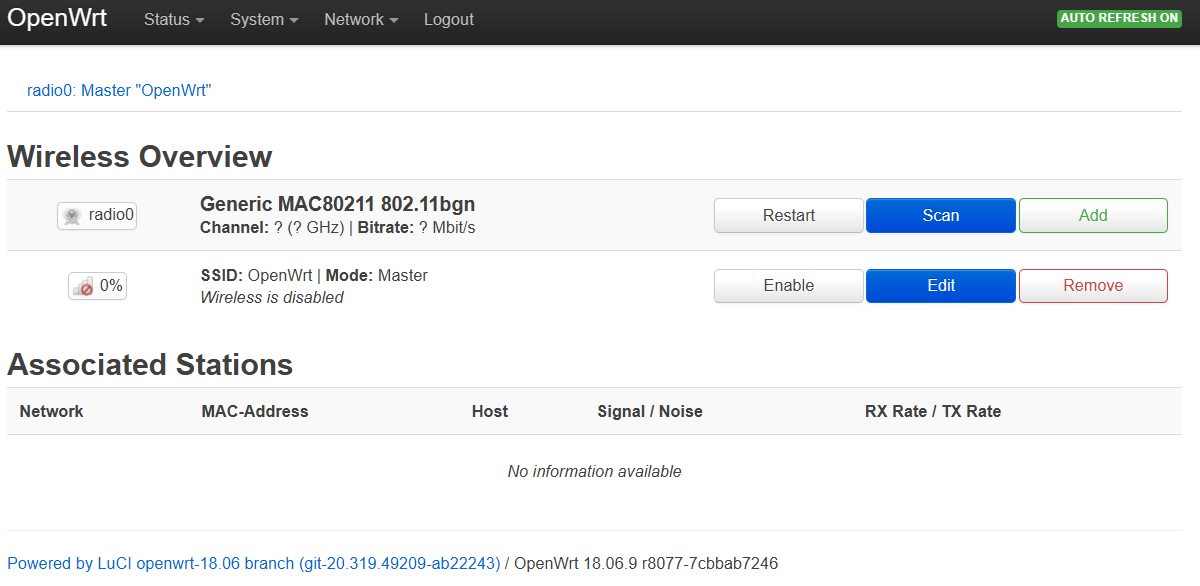 OpenWrt Status System Network Logout AUTO REFRESH ON
radio0: Master "OpenWrt"
Wireless Overview
radio0 Generic MAC80211 802.11bgn Restart Scan Add
Channel: ? (? GHz) | Bitrate: ? Mbit/s
0% SSID: OpenWrt | Mode: Master Enable Edit Remove
Wireless is disabled
Associated Stations
Network MAC-Address Host Signal / Noise RX Rate / TX Rate
No information available
Powered by LuCI openwrt-18.06 branch (git-20.319.49209-ab22243) / OpenWrt 18.06.9 r8077-7cbbab7246